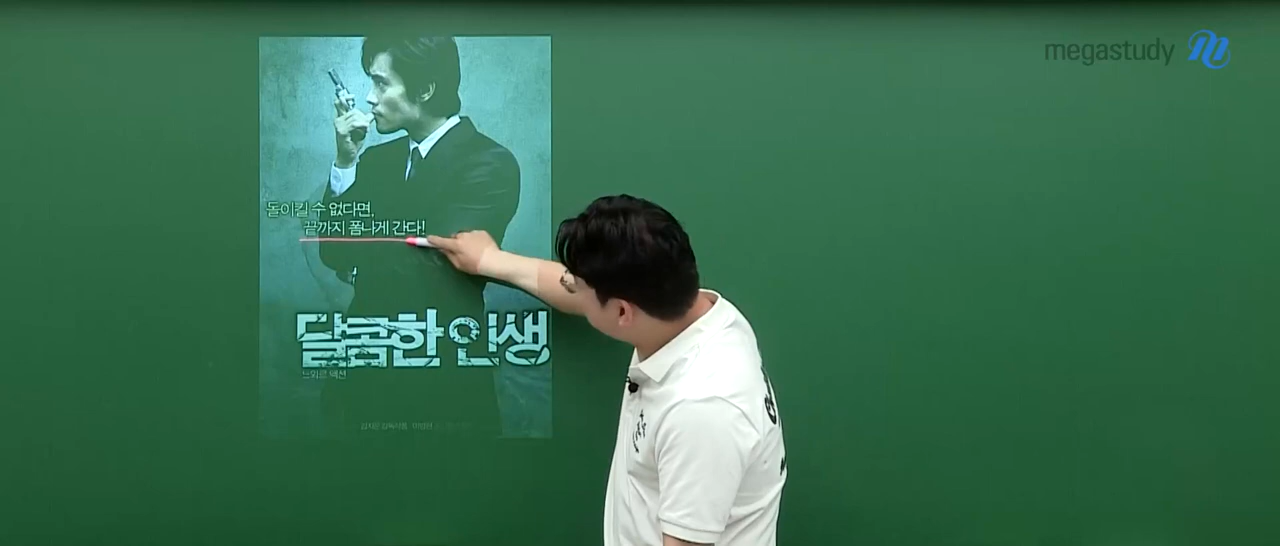 megastudy
돌이킬 수 없다면,
끝까지 폼나게 간다!
달콤한 인생
느와르 액션